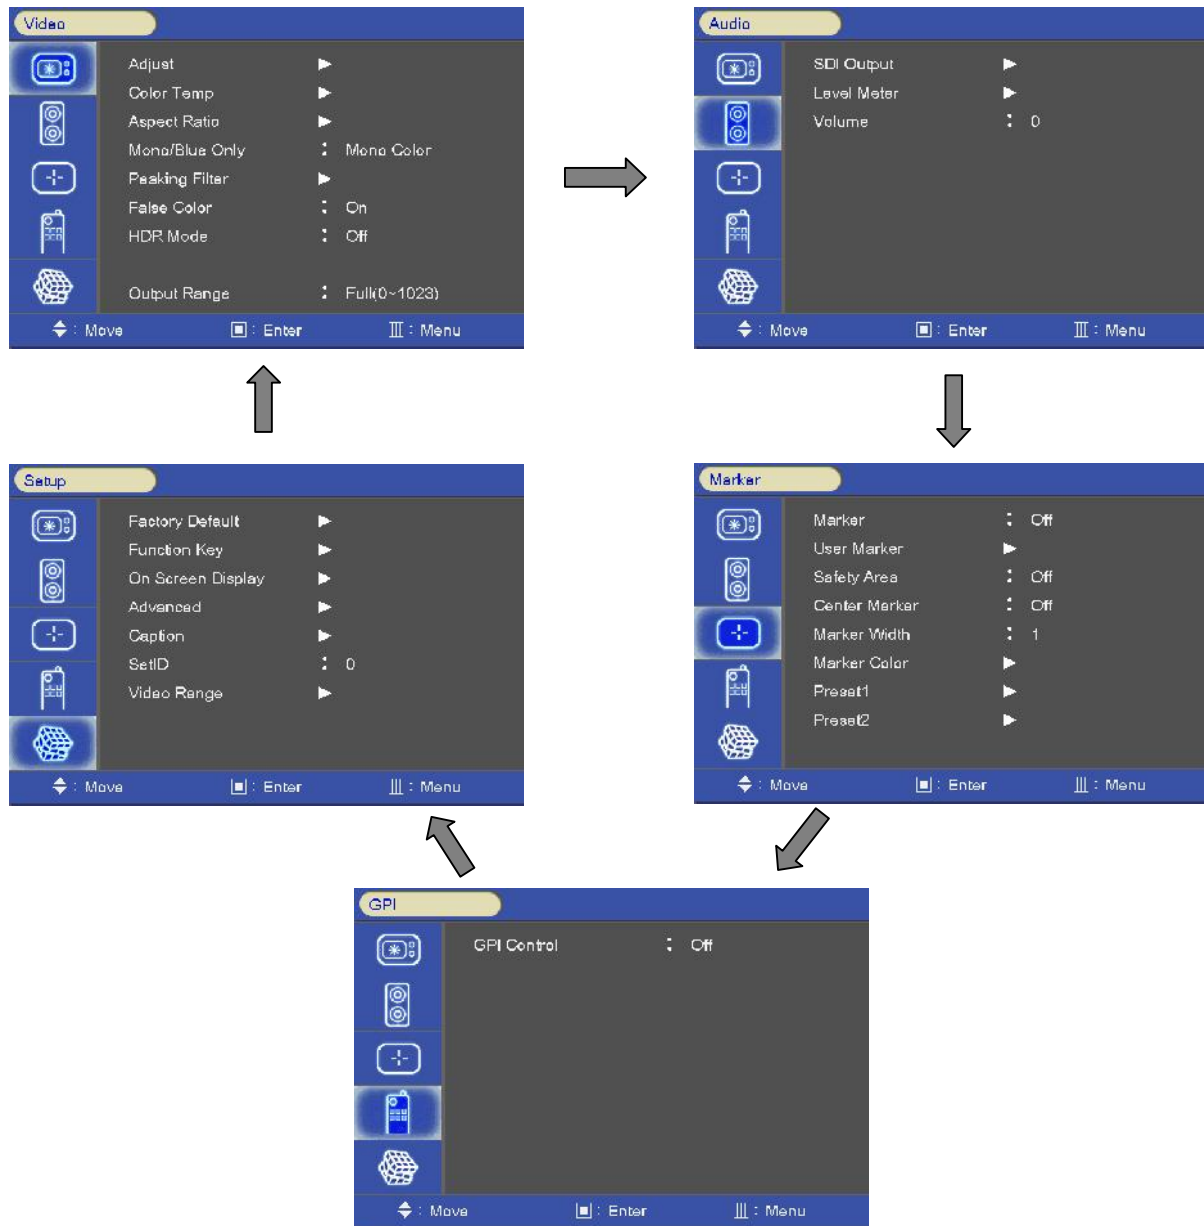 Video
Adjust
Color Temp
Aspect Ratio
Mono/Blue Only : Mono Color
Peaking Filter
False Color : On
HDR Mode : Off
Output Range : Full(0~1023)
: Move : Enter : Menu
Audio
SDI Output
Level Meter
Volume : 0
: Move : Enter : Menu
Setup
Factory Default
Function Key
On Screen Display
Advanced
Caption
SetID : 0
Video Range
: Move : Enter : Menu
Marker
Marker : Off
User Marker
Safety Area : Off
Center Marker : Off
Marker Width : 1
Marker Color
Preset1
Preset2
: Move : Enter : Menu
GPI
GPI Control : Off
: Move : Enter : Menu